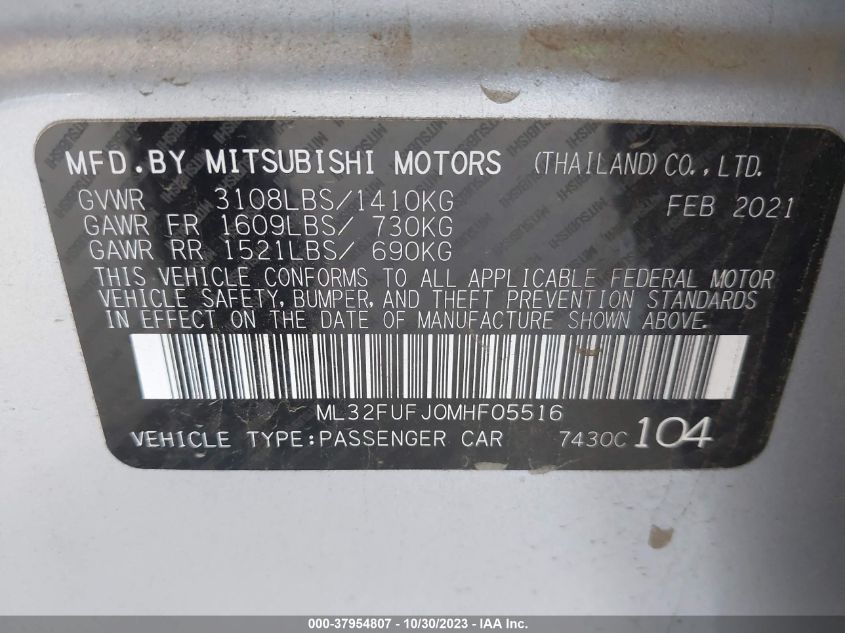 MFD.BY MITSUBISHI MOTORS (THAILAND)CO.,LTD.
GVWR 3108LBS/1410KG FEB 2021
GAWR FR 1609LBS/ 730KG
GAWR RR 1521LBS/ 690KG
THIS VEHICLE CONFORMS TO ALL APPLICABLE FEDERAL MOTOR
VEHICLE SAFETY, BUMPER, AND THEFT PREVENTION STANDARDS
IN EFFECT ON THE DATE OF MANUFACTURE SHOWN ABOVE.
ML32FUFJ0MHF05516
VEHICLE TYPE:PASSENGER CAR 7430C 104
000-37954807 - 10/30/2023 - IAA Inc.